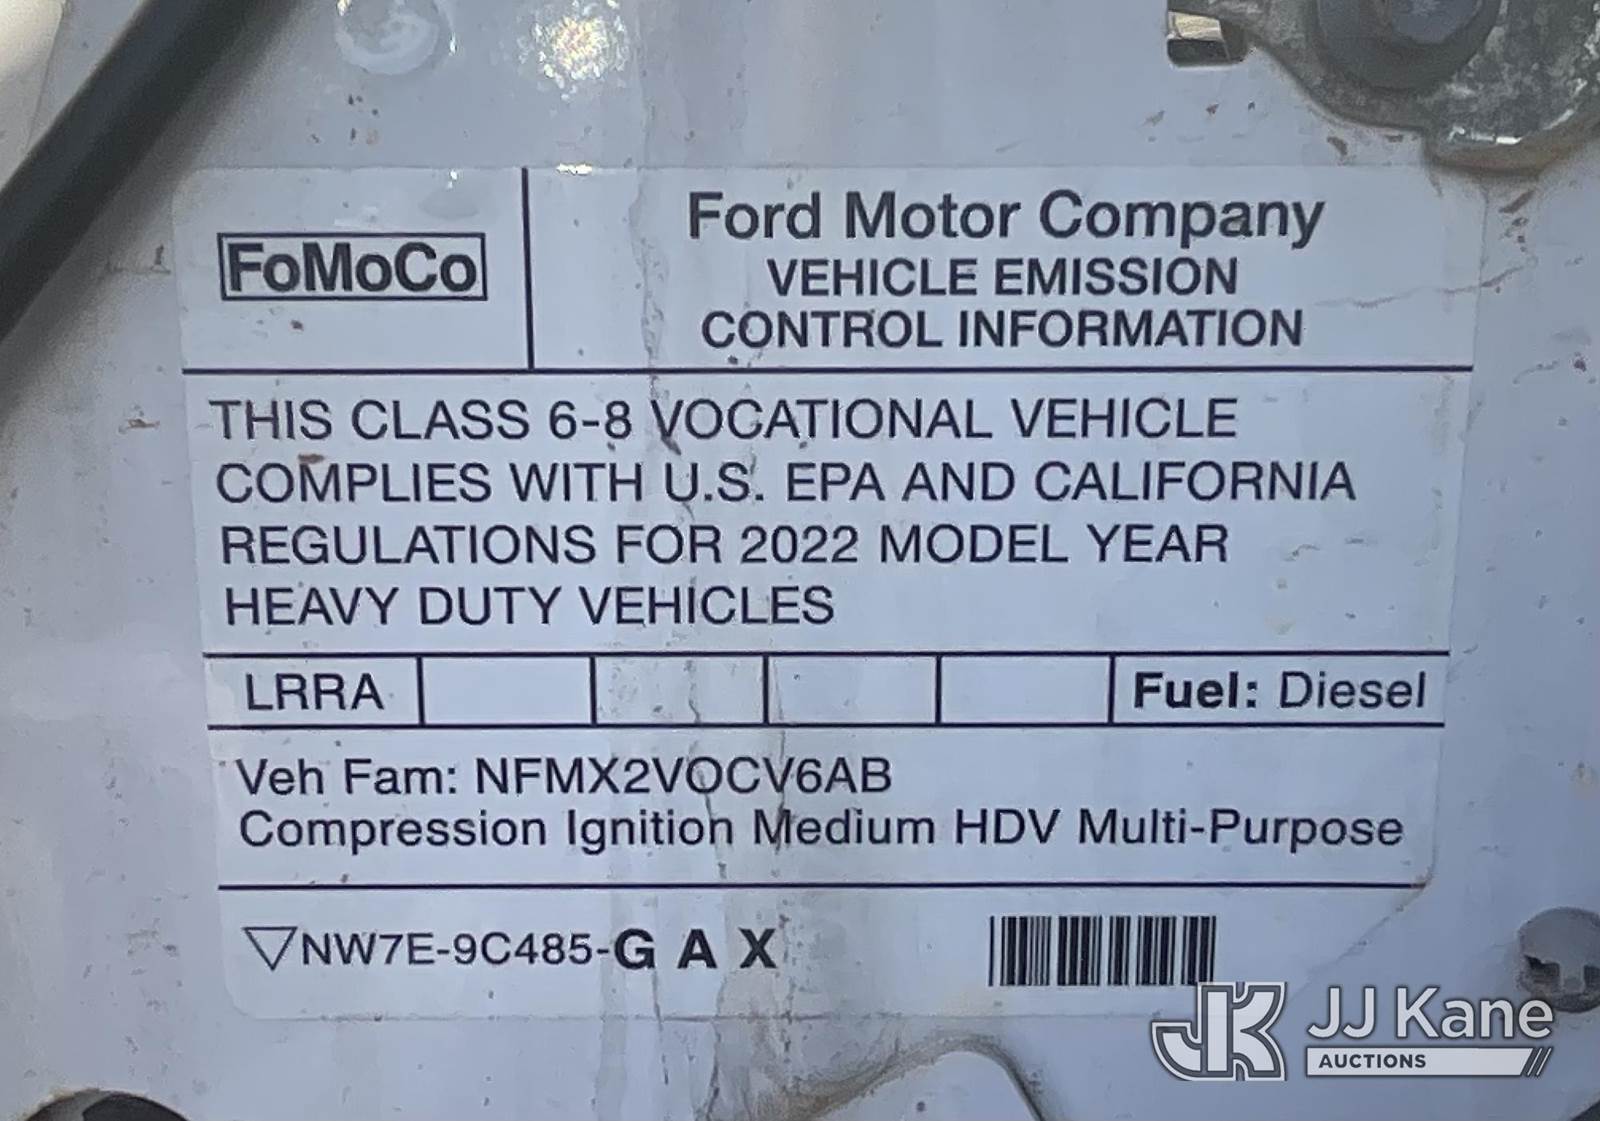 FoMoCo
Ford Motor Company
VEHICLE EMISSION
CONTROL INFORMATION
THIS CLASS 6-8 VOCATIONAL VEHICLE
COMPLIES WITH U.S. EPA AND CALIFORNIA
REGULATIONS FOR 2022 MODEL YEAR
HEAVY DUTY VEHICLES
LRRA Fuel: Diesel
Veh Fam: NFMX2VOCV6AB
Compression Ignition Medium HDV Multi-Purpose
▽NW7E-9C485-G A X
JK JJ Kane
AUCTIONS